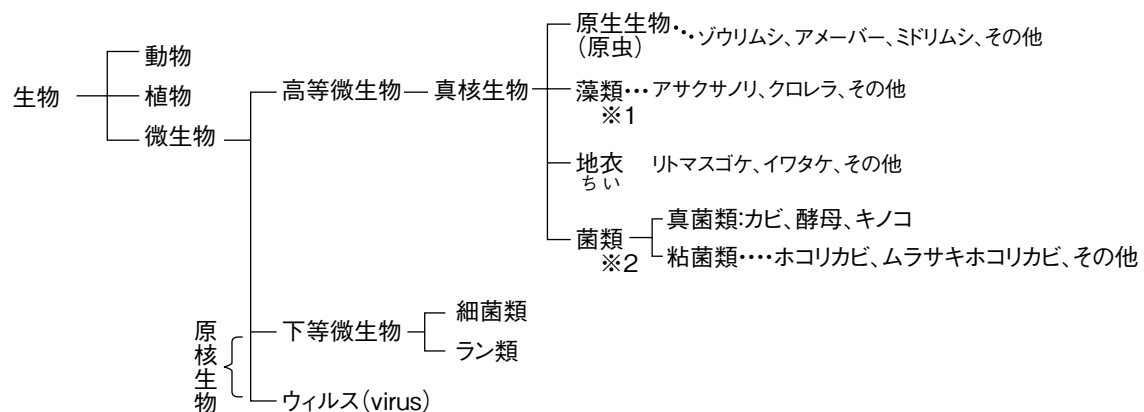 原生生物
(原虫)
‥ゾウリムシ、アメーバー、ミドリムシ、その他
動物
生物
植物
高等微生物
真核生物
藻類…アサクサノリ、クロレラ、その他
※1
微生物
地衣
ちい
リトマスゴケ、イワタケ、その他
真菌類:カビ、酵母、キノコ
菌類
※2
粘菌類‥‥ホコリカビ、ムラサキホコリカビ、その他
細菌類
原核生物
下等微生物
ラン類
ウィルス(virus)